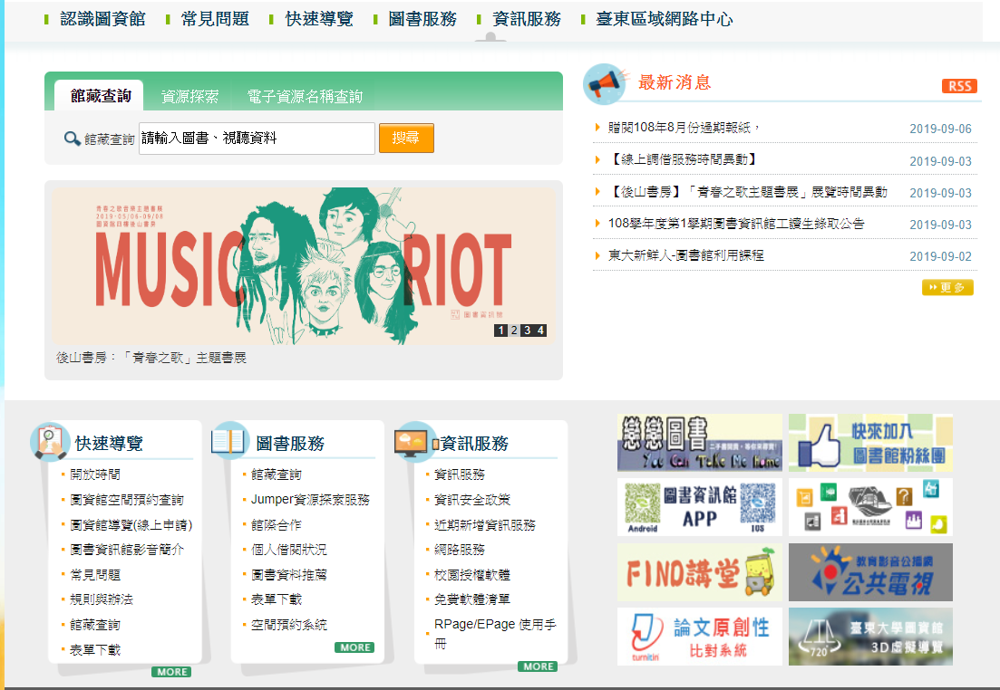 認識圖資館 常見問題 快速導覽 圖書服務 資訊服務 臺東區域網路中心
館藏查詢 資源探索 電子資源名稱查詢
館藏查詢 請輸入圖書、視聽資料 搜尋
青春之歌音樂主題書展
2019-05/06-09/08
圖資館四樓後山書房
MUSIC RIOT
圖書資訊館
1 2 3 4
後山書房：「青春之歌」主題書展
最新消息 RSS
贈閱108年8月份過期報紙， 2019-09-06
【線上調借服務時間異動】 2019-09-03
【後山書房】「青春之歌主題書展」展覽時間異動 2019-09-03
108學年度第1學期圖書資訊館工讀生錄取公告 2019-09-03
東大新鮮人-圖書館利用課程 2019-09-02
更多
快速導覽
開放時間
圖資館空間預約查詢
圖資館導覽(線上申請)
圖書資訊館影音簡介
常見問題
規則與辦法
館藏查詢
表單下載
MORE
圖書服務
館藏查詢
Jumper資源探索服務
館際合作
個人借閱狀況
圖書資料推薦
表單下載
空間預約系統
MORE
資訊服務
資訊服務
資訊安全政策
近期新增資訊服務
網路服務
校園授權軟體
免費軟體清單
RPage/EPage 使用手
冊
MORE
戀戀圖書
You Can Take Me home
快來加入
圖書館粉絲團
圖書資訊館
APP
Android IOS
FIND講堂
教育影音公播網
公共電視
論文原創性
比對系統
turnitin
720
臺東大學圖資館
3D虛擬導覽